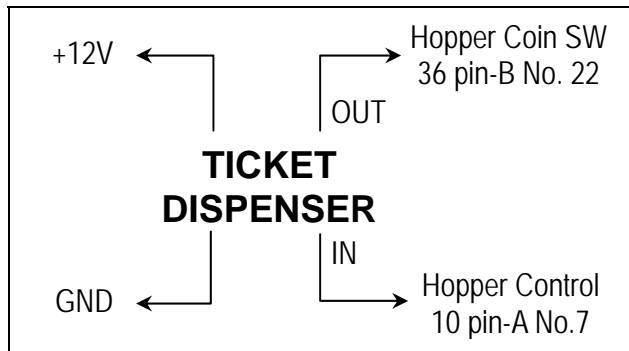 +12V
Hopper Coin SW
36 pin-B No. 22
OUT
TICKET
DISPENSER
IN
GND
Hopper Control
10 pin-A No.7